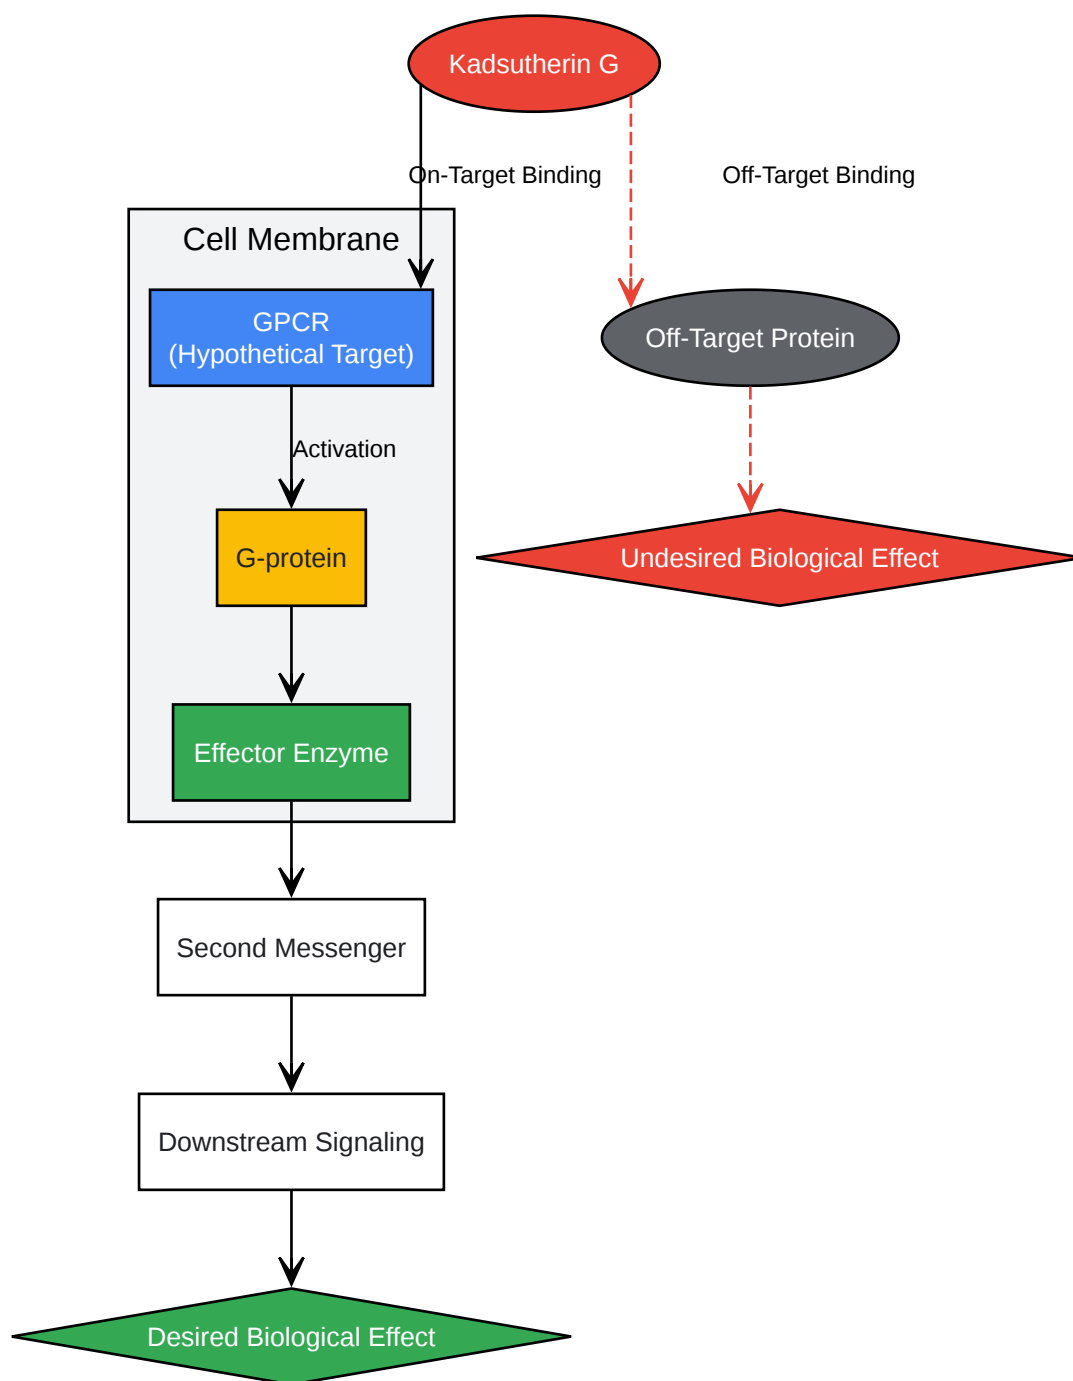 Kadsutherin G
On-Target Binding
Off-Target Binding
Cell Membrane
GPCR
(Hypothetical Target)
Off-Target Protein
Activation
G-protein
Undesired Biological Effect
Effector Enzyme
Second Messenger
Downstream Signaling
Desired Biological Effect